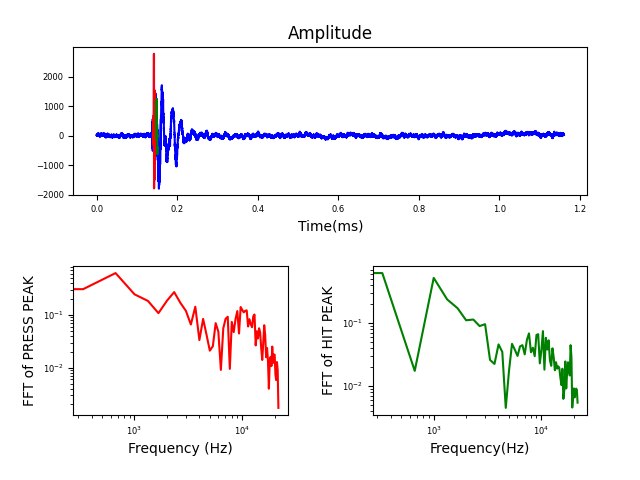 Amplitude
2000
1000
0
−1000
−2000
0.0 0.2 0.4 0.6 0.8 1.0 1.2
Time(ms)
FFT of PRESS PEAK
10⁻¹
10⁻²
10³ 10⁴
Frequency (Hz)
FFT of HIT PEAK
10⁻¹
10⁻²
10³ 10⁴
Frequency(Hz)